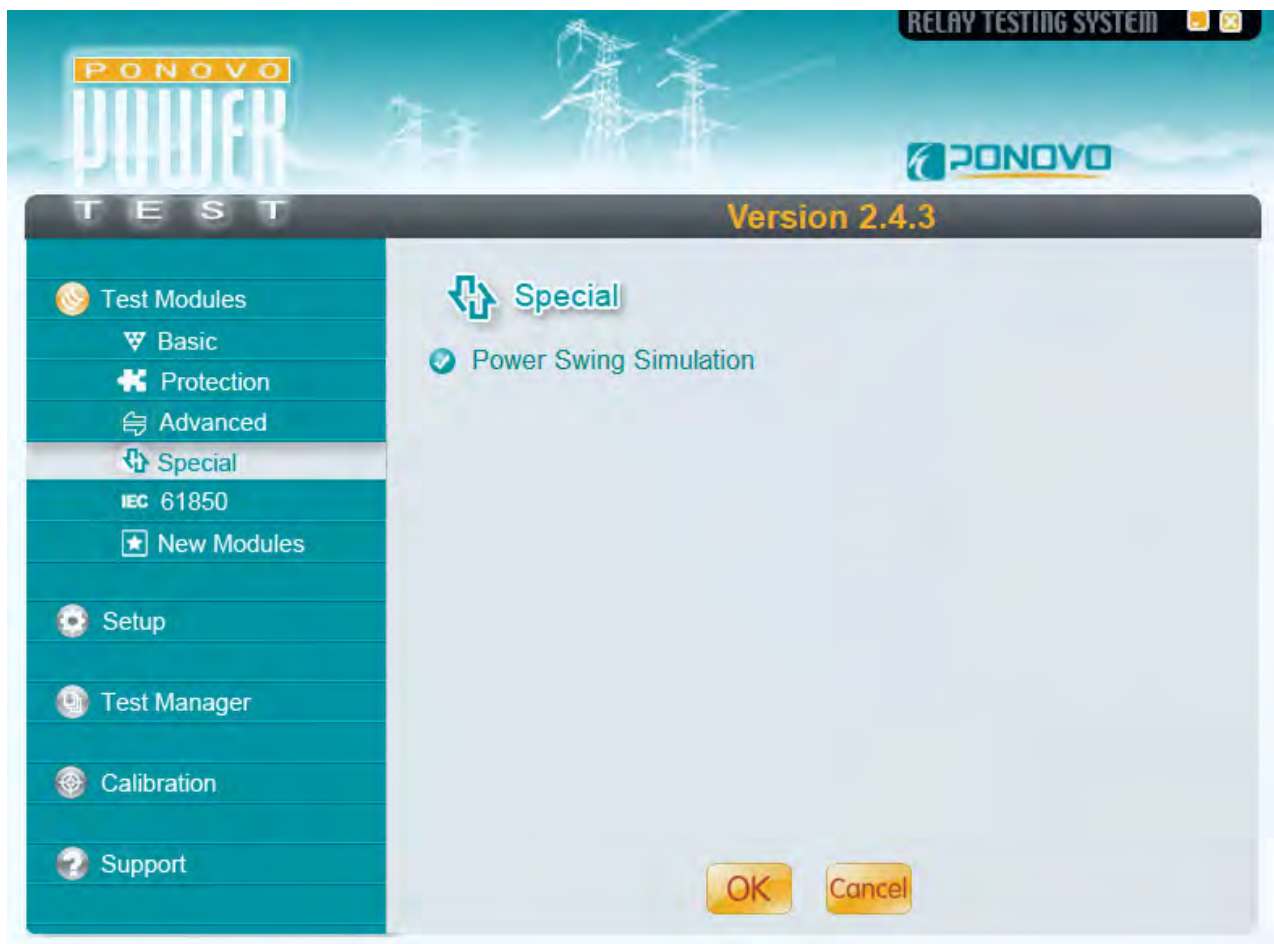 RELAY TESTING SYSTEM
PONOVO
POWER
TEST
PONOVO
Version 2.4.3
Test Modules
Basic
Protection
Advanced
Special
IEC 61850
New Modules
Setup
Test Manager
Calibration
Support
Special
Power Swing Simulation
OK
Cancel